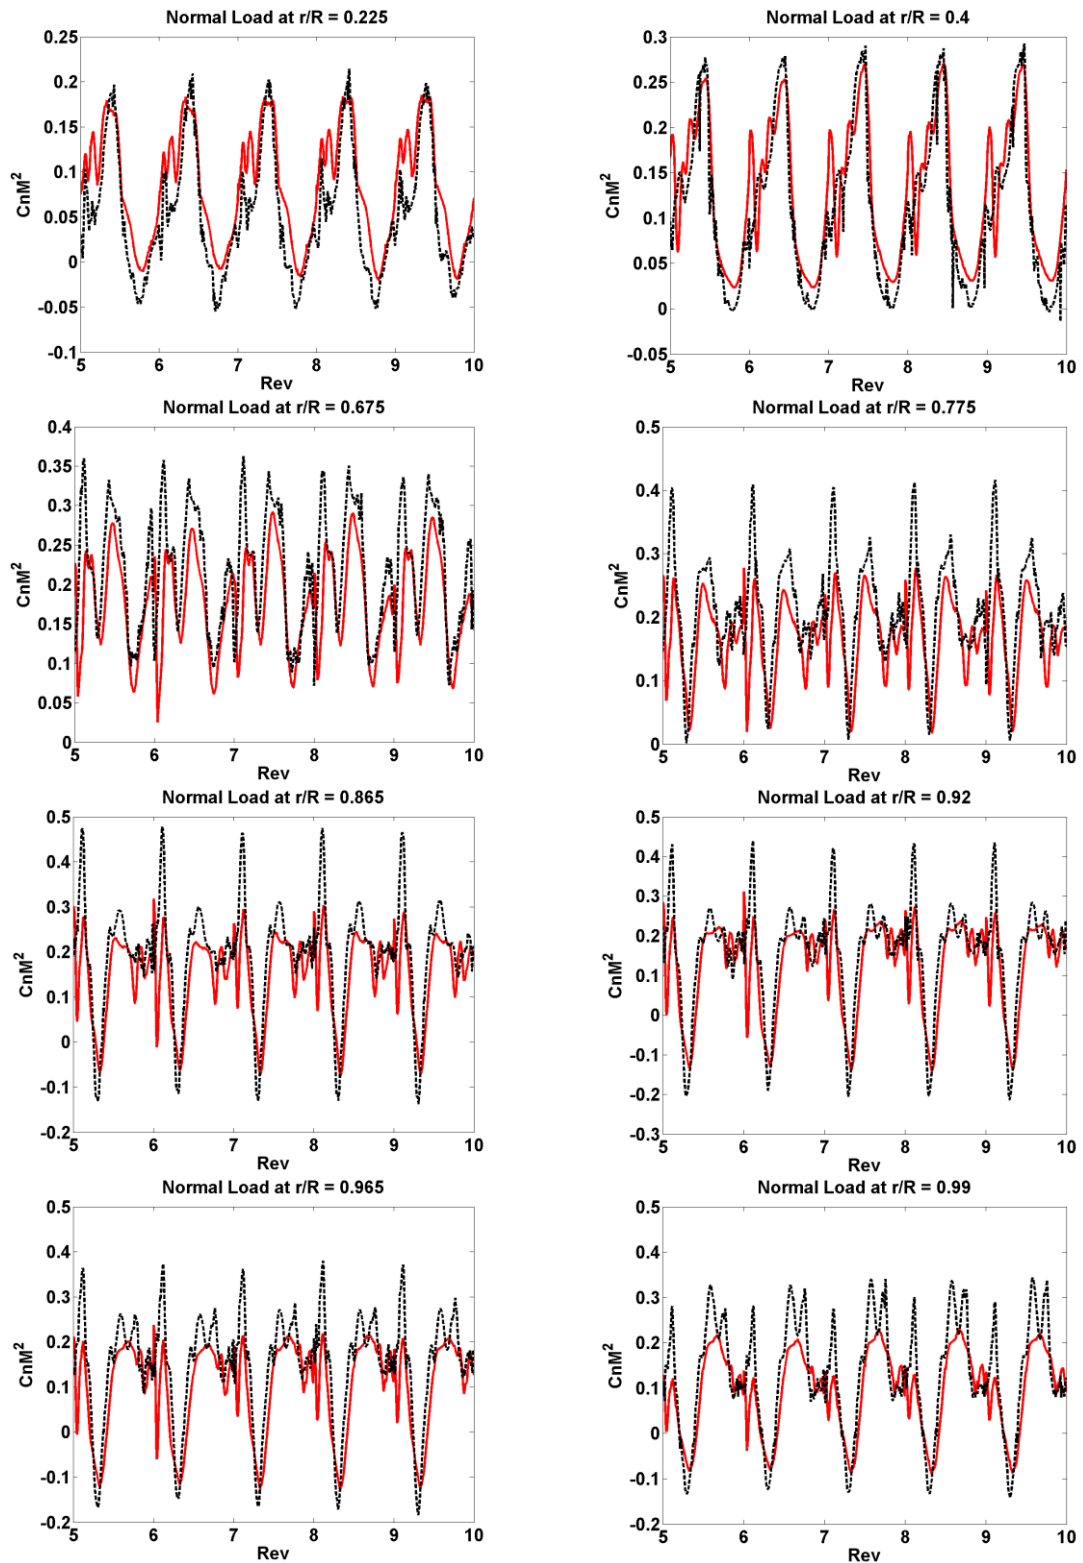 Normal Load at r/R = 0.225
0.25
0.2
0.15
0.1
0.05
0
-0.05
-0.1
CnM²
5 6 7 8 9 10
Rev
Normal Load at r/R = 0.4
0.3
0.25
0.2
0.15
0.1
0.05
0
-0.05
CnM²
5 6 7 8 9 10
Rev
Normal Load at r/R = 0.675
0.4
0.35
0.3
0.25
0.2
0.15
0.1
0.05
0
CnM²
5 6 7 8 9 10
Rev
Normal Load at r/R = 0.775
0.5
0.4
0.3
0.2
0.1
0
CnM²
5 6 7 8 9 10
Rev
Normal Load at r/R = 0.865
0.5
0.4
0.3
0.2
0.1
0
-0.1
-0.2
CnM²
5 6 7 8 9 10
Rev
Normal Load at r/R = 0.92
0.5
0.4
0.3
0.2
0.1
0
-0.1
-0.2
-0.3
CnM²
5 6 7 8 9 10
Rev
Normal Load at r/R = 0.965
0.5
0.4
0.3
0.2
0.1
0
-0.1
-0.2
CnM²
5 6 7 8 9 10
Rev
Normal Load at r/R = 0.99
0.5
0.4
0.3
0.2
0.1
0
-0.1
-0.2
CnM²
5 6 7 8 9 10
Rev